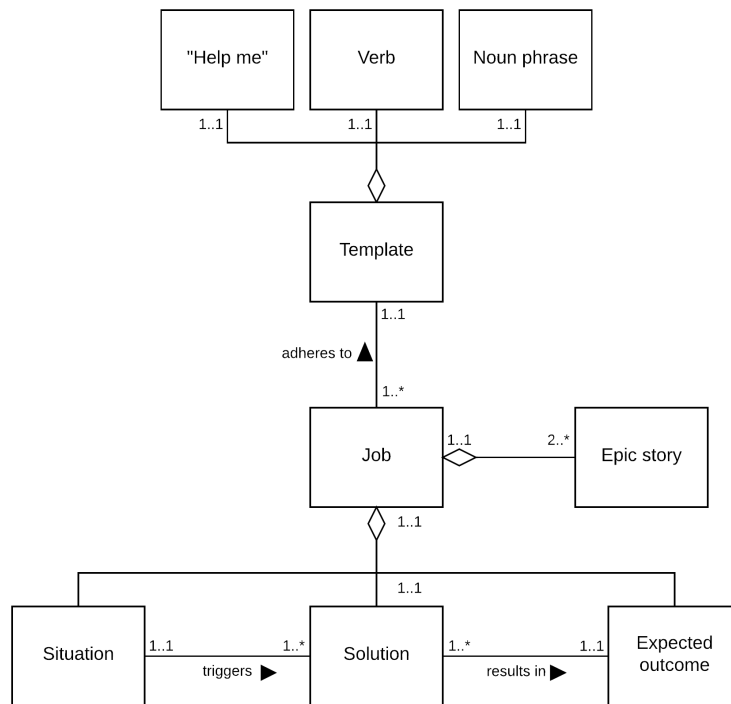 "Help me"
Verb
Noun phrase
1..1
1..1
1..1
Template
1..1
adheres to
1..*
Job
1..1
2..*
Epic story
1..1
1..1
Situation
1..1
triggers
1..*
Solution
1..*
results in
1..1
Expected
outcome